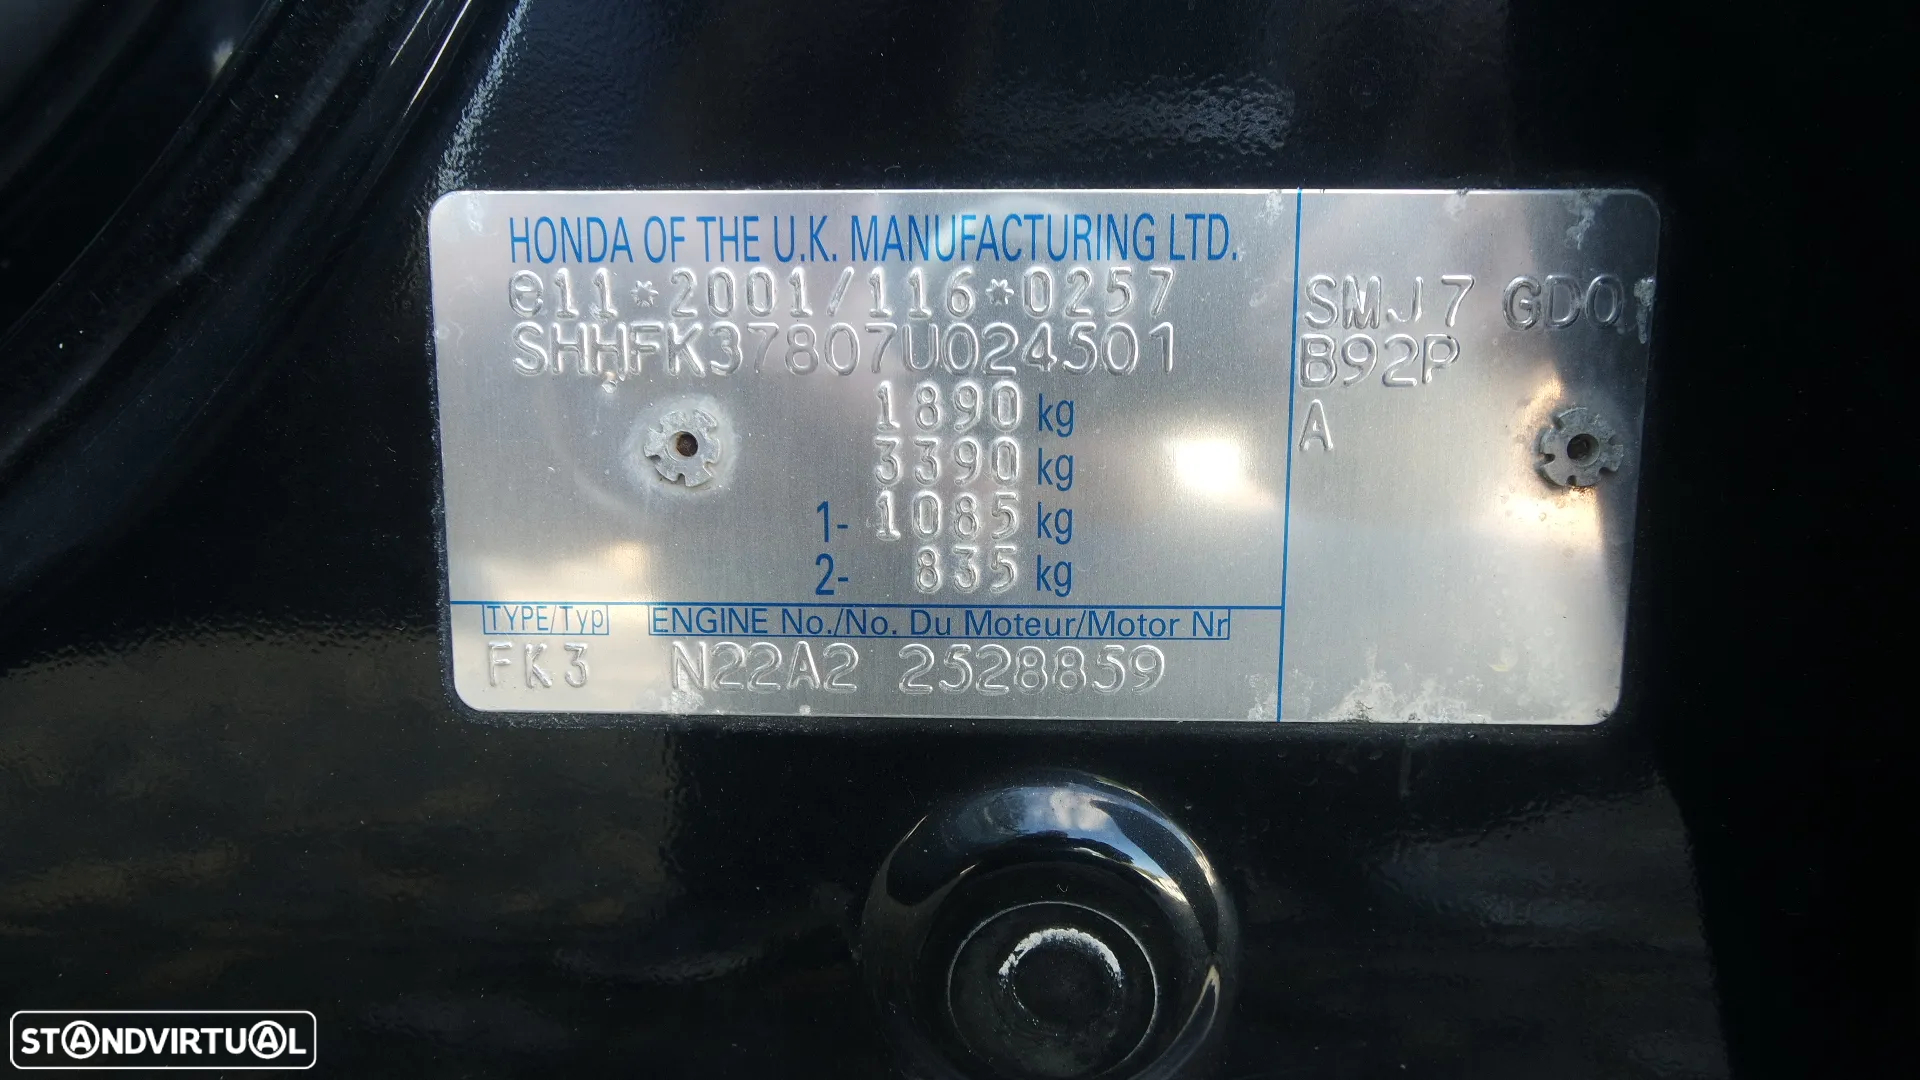 HONDA OF THE U.K. MANUFACTURING LTD.
e11*2001/116*0257
SHHFK37807U024501
1890 kg
3390 kg
1- 1085 kg
2- 835 kg
TYPE/Typ ENGINE No./No. Du Moteur/Motor Nr
FK3 N22A2 2528859
SMJ7 GDO
B92P
A
STANDVIRTUAL